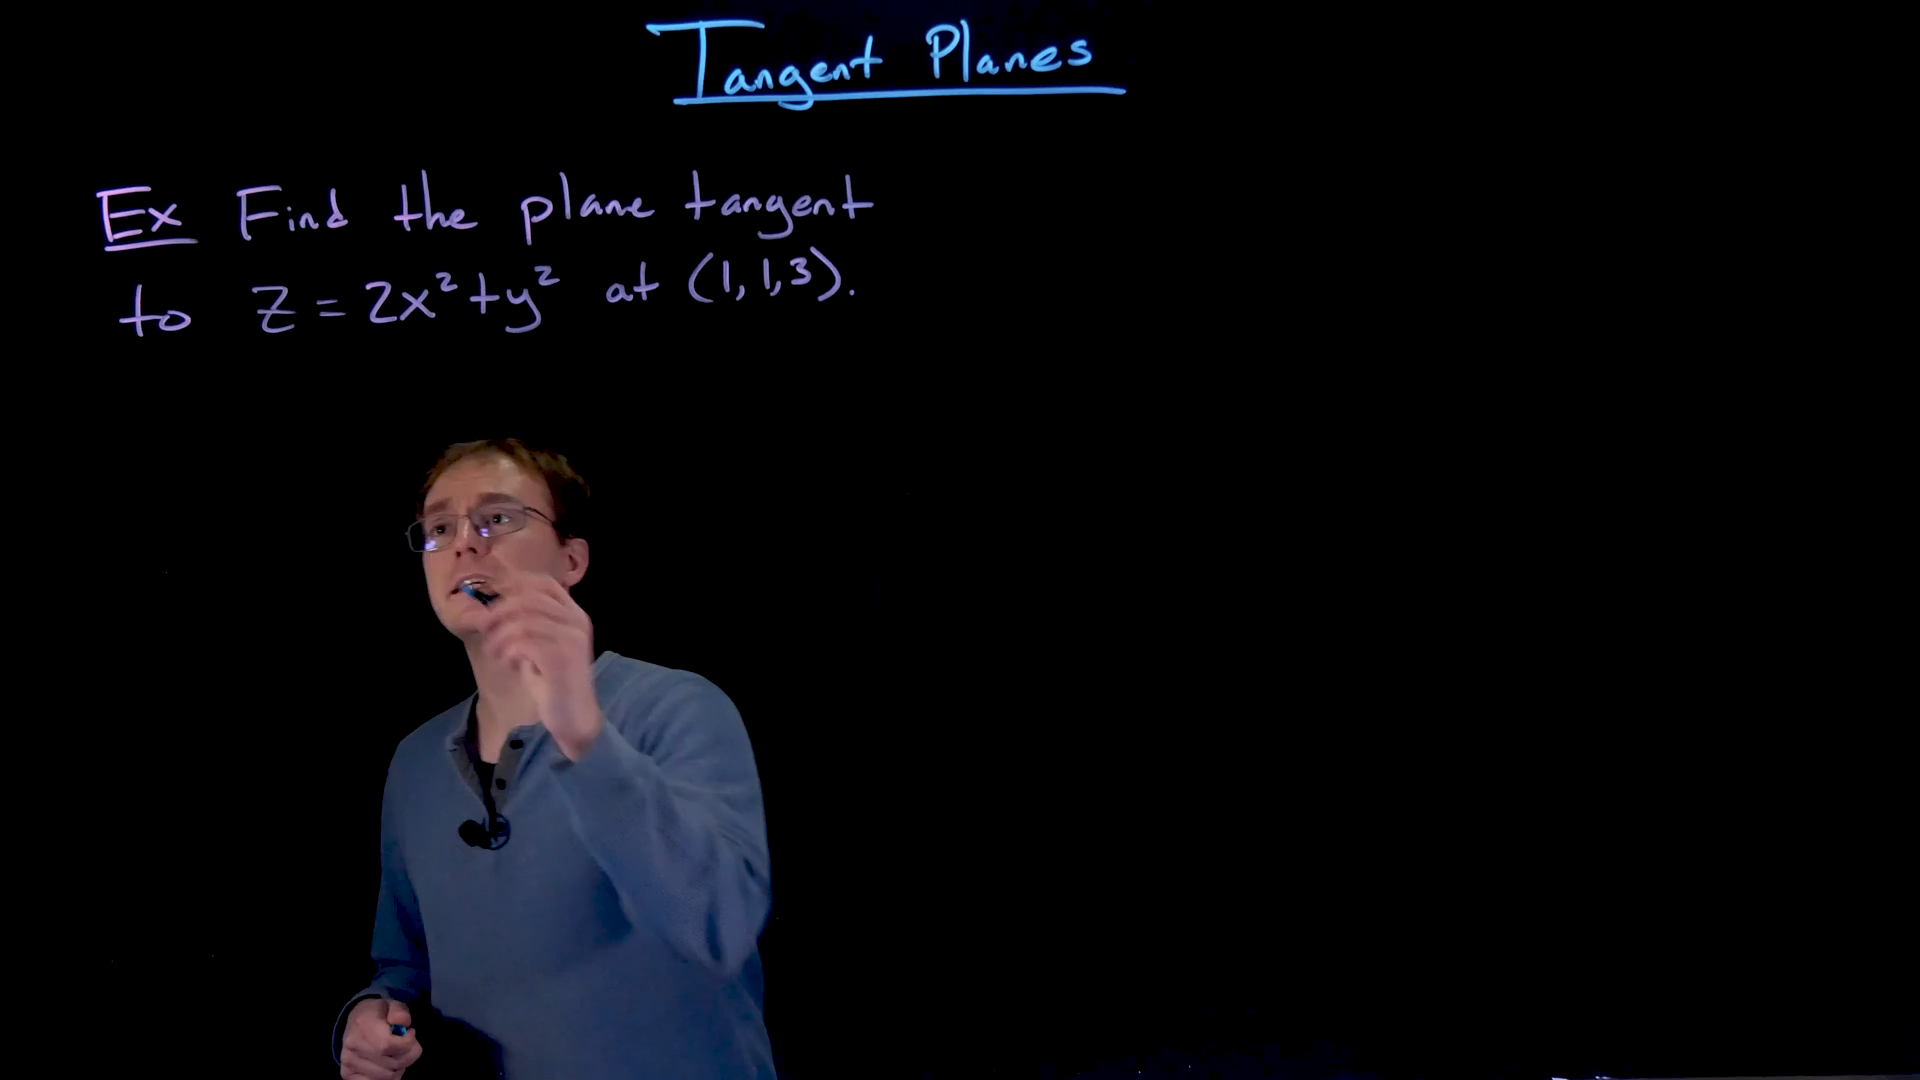 Tangent Planes
Ex Find the plane tangent
to z = 2x²+y² at (1,1,3).